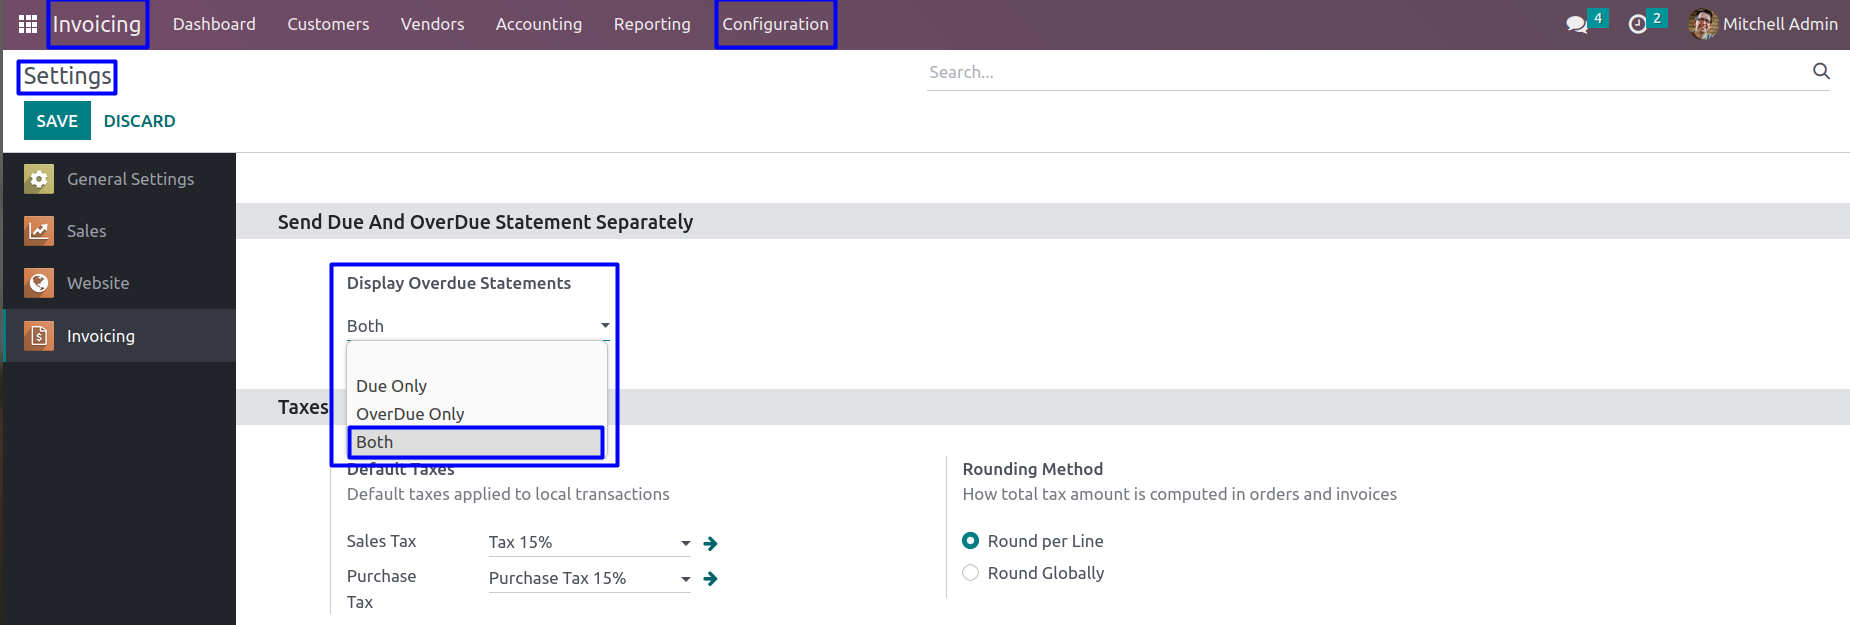 Invoicing Dashboard Customers Vendors Accounting Reporting Configuration 4 2 Mitchell Admin
Settings
Search...
SAVE DISCARD
General Settings
Sales
Website
Invoicing
Send Due And OverDue Statement Separately
Display Overdue Statements
Both
Due Only
OverDue Only
Both
Taxes
Default Taxes
Default taxes applied to local transactions
Sales Tax Tax 15%
Purchase Tax Purchase Tax 15%
Rounding Method
How total tax amount is computed in orders and invoices
Round per Line
Round Globally